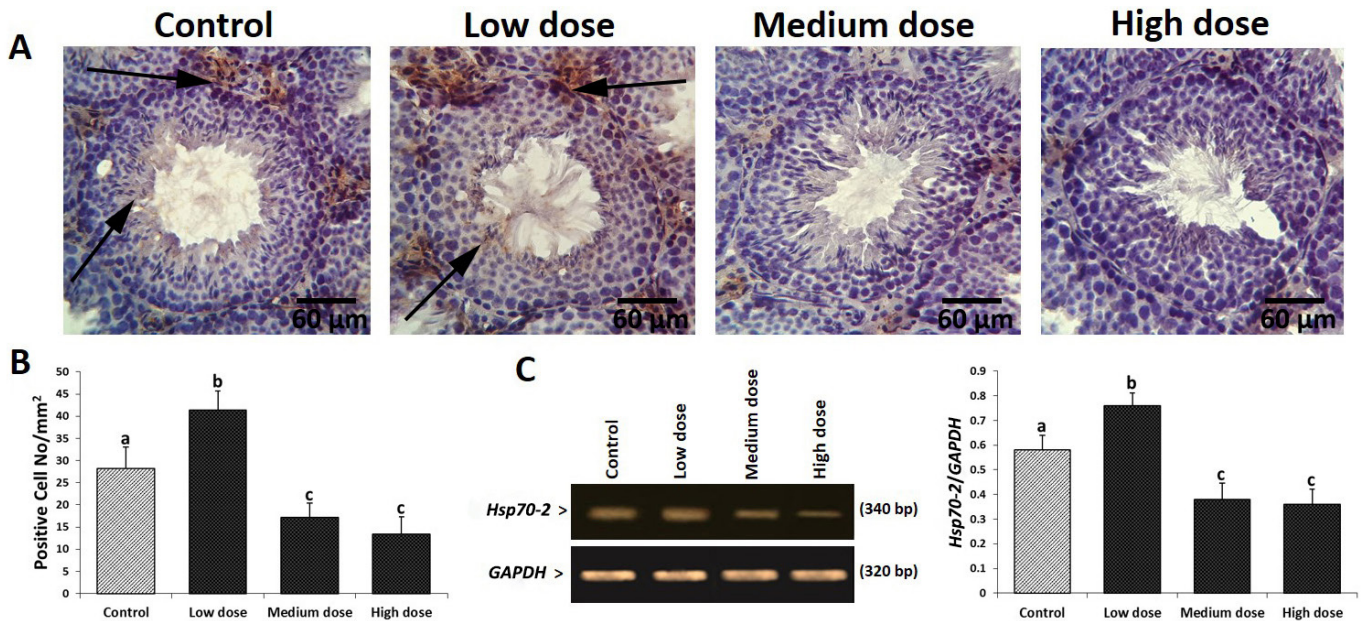 Control
Low dose
Medium dose
High dose
A
60 µm
60 µm
60 µm
60 µm
B
Positive Cell No/mm²
50
45
40
35
30
25
20
15
10
5
0
a
b
c
c
Control
Low dose
Medium dose
High dose
C
Control
Low dose
Medium dose
High dose
Hsp70-2 >
(340 bp)
GAPDH >
(320 bp)
Hsp70-2/GAPDH
0.9
0.8
0.7
0.6
0.5
0.4
0.3
0.2
0.1
0
a
b
c
c
Control
Low dose
Medium dose
High dose